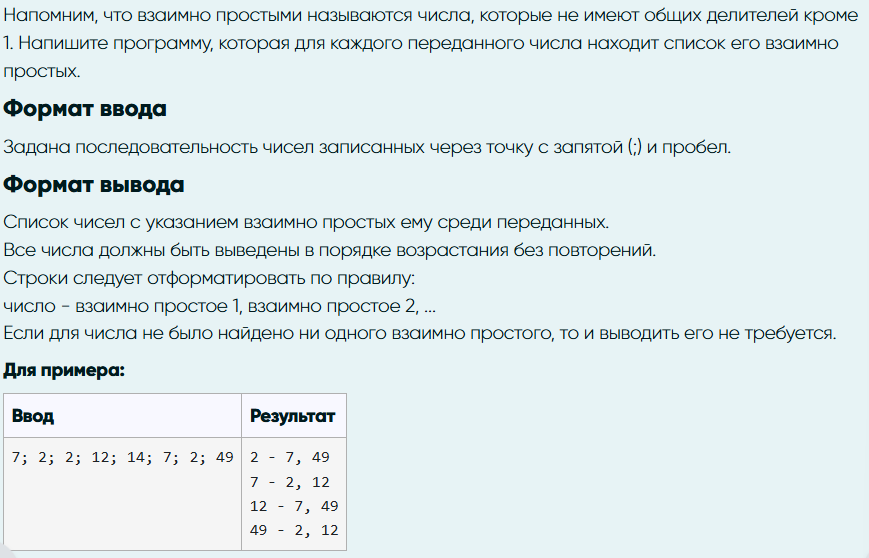 Напомним, что взаимно простыми называются числа, которые не имеют общих делителей кроме
1. Напишите программу, которая для каждого переданного числа находит список его взаимно
простых.
Формат ввода
Задана последовательность чисел записанных через точку с запятой (;) и пробел.
Формат вывода
Список чисел с указанием взаимно простых ему среди переданных.
Все числа должны быть выведены в порядке возрастания без повторений.
Строки следует отформатировать по правилу:
число - взаимно простое 1, взаимно простое 2, ...
Если для числа не было найдено ни одного взаимно простого, то и выводить его не требуется.
Для примера:
Ввод Результат
7; 2; 2; 12; 14; 7; 2; 49 2 - 7, 49
7 - 2, 12
12 - 7, 49
49 - 2, 12